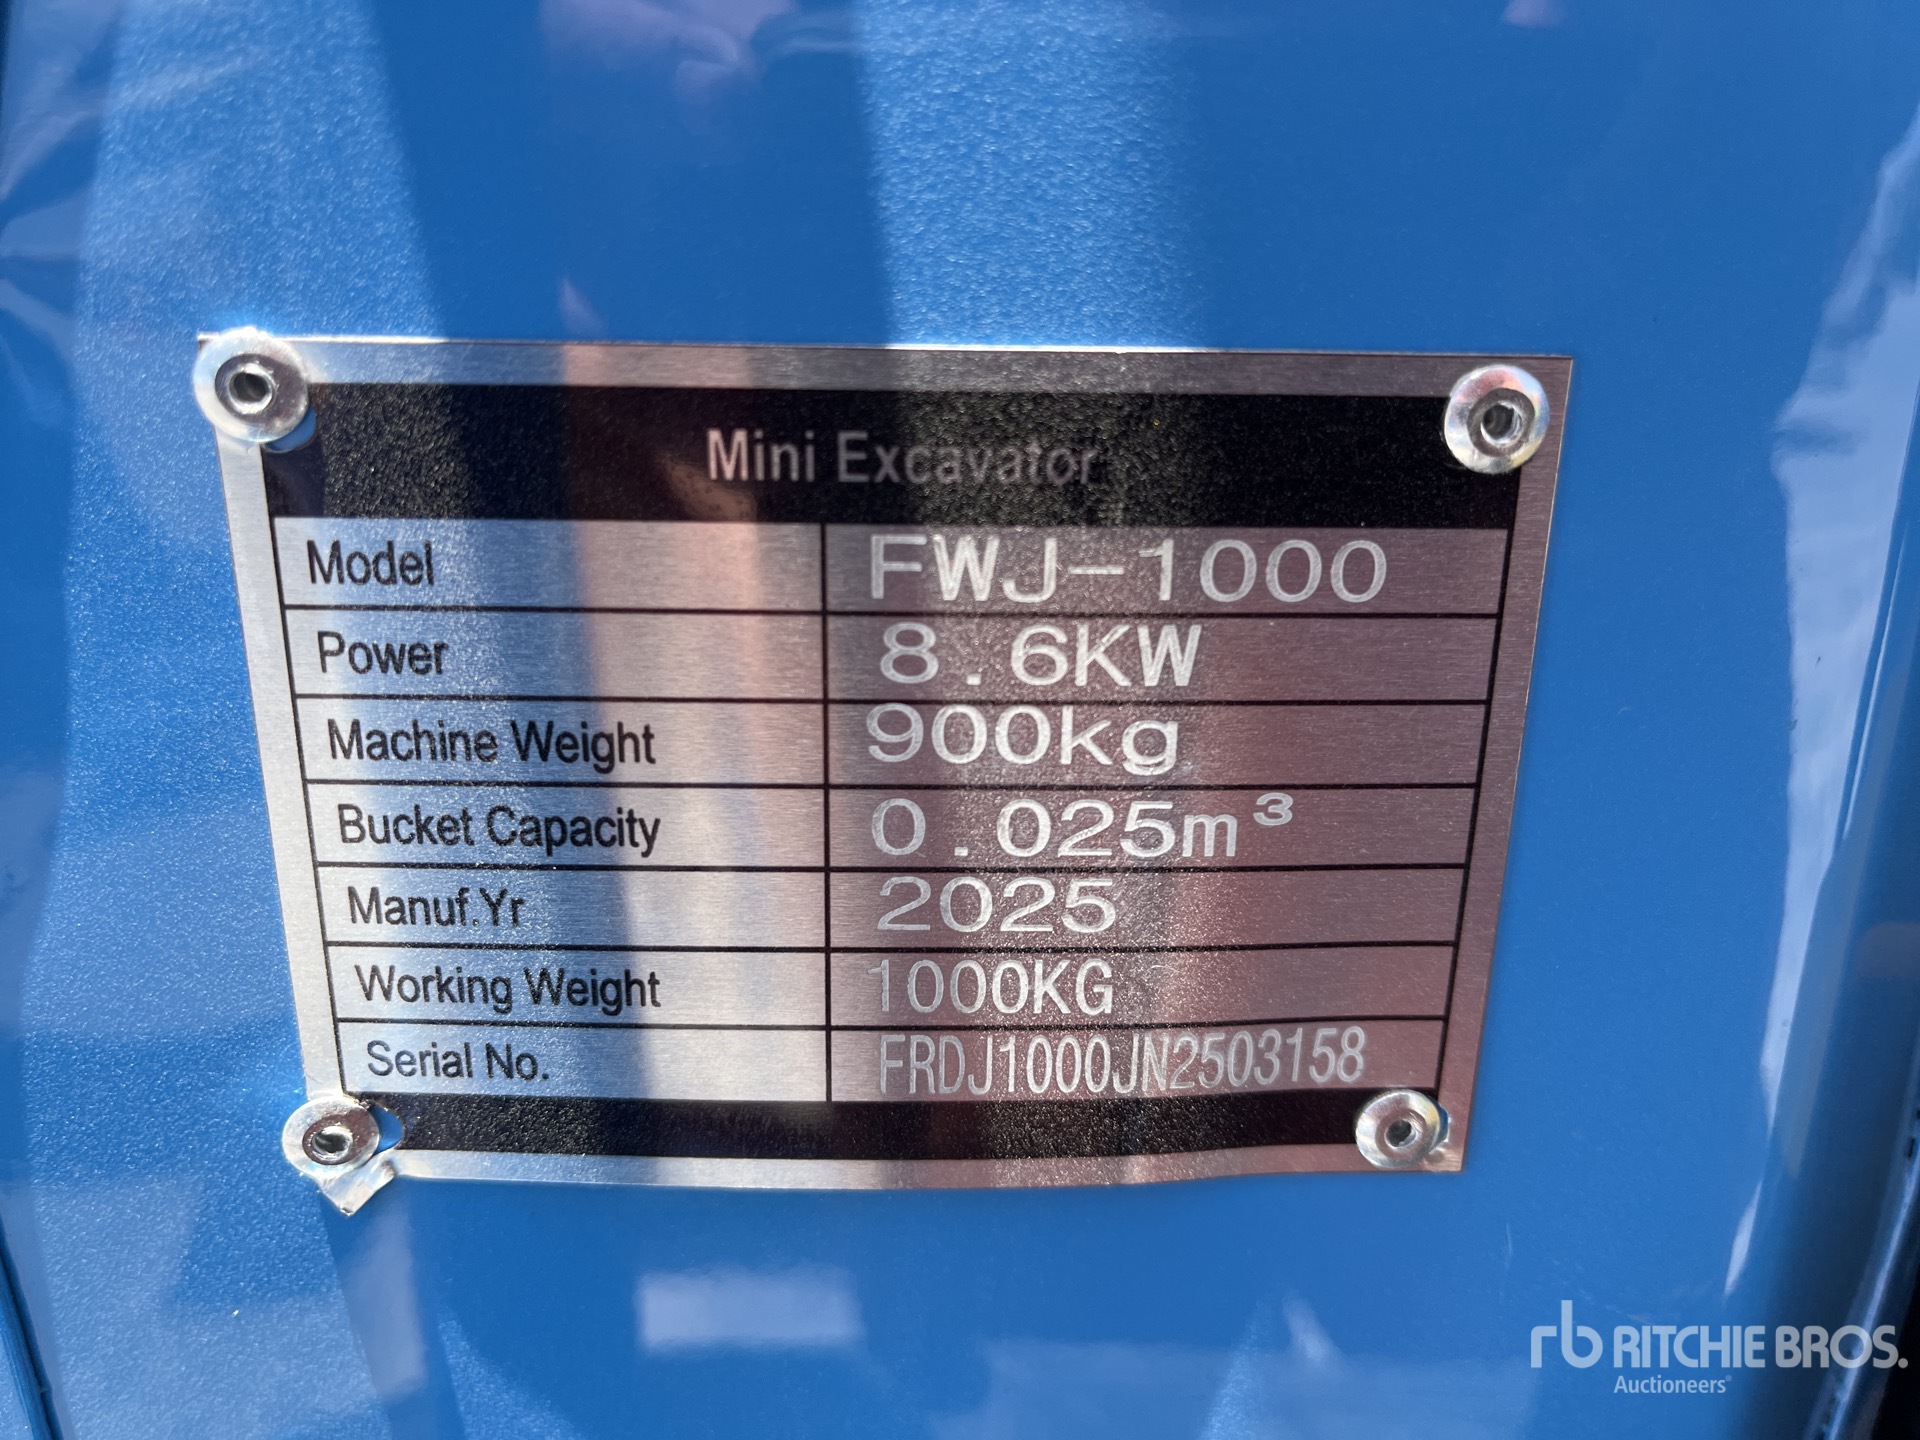 Mini Excavator
Model FWJ-1000
Power 8.6KW
Machine Weight 900kg
Bucket Capacity 0.025m³
Manuf.Yr 2025
Working Weight 1000KG
Serial No. FRDJ1000JN2503158
rb RITCHIE BROS.
Auctioneers®